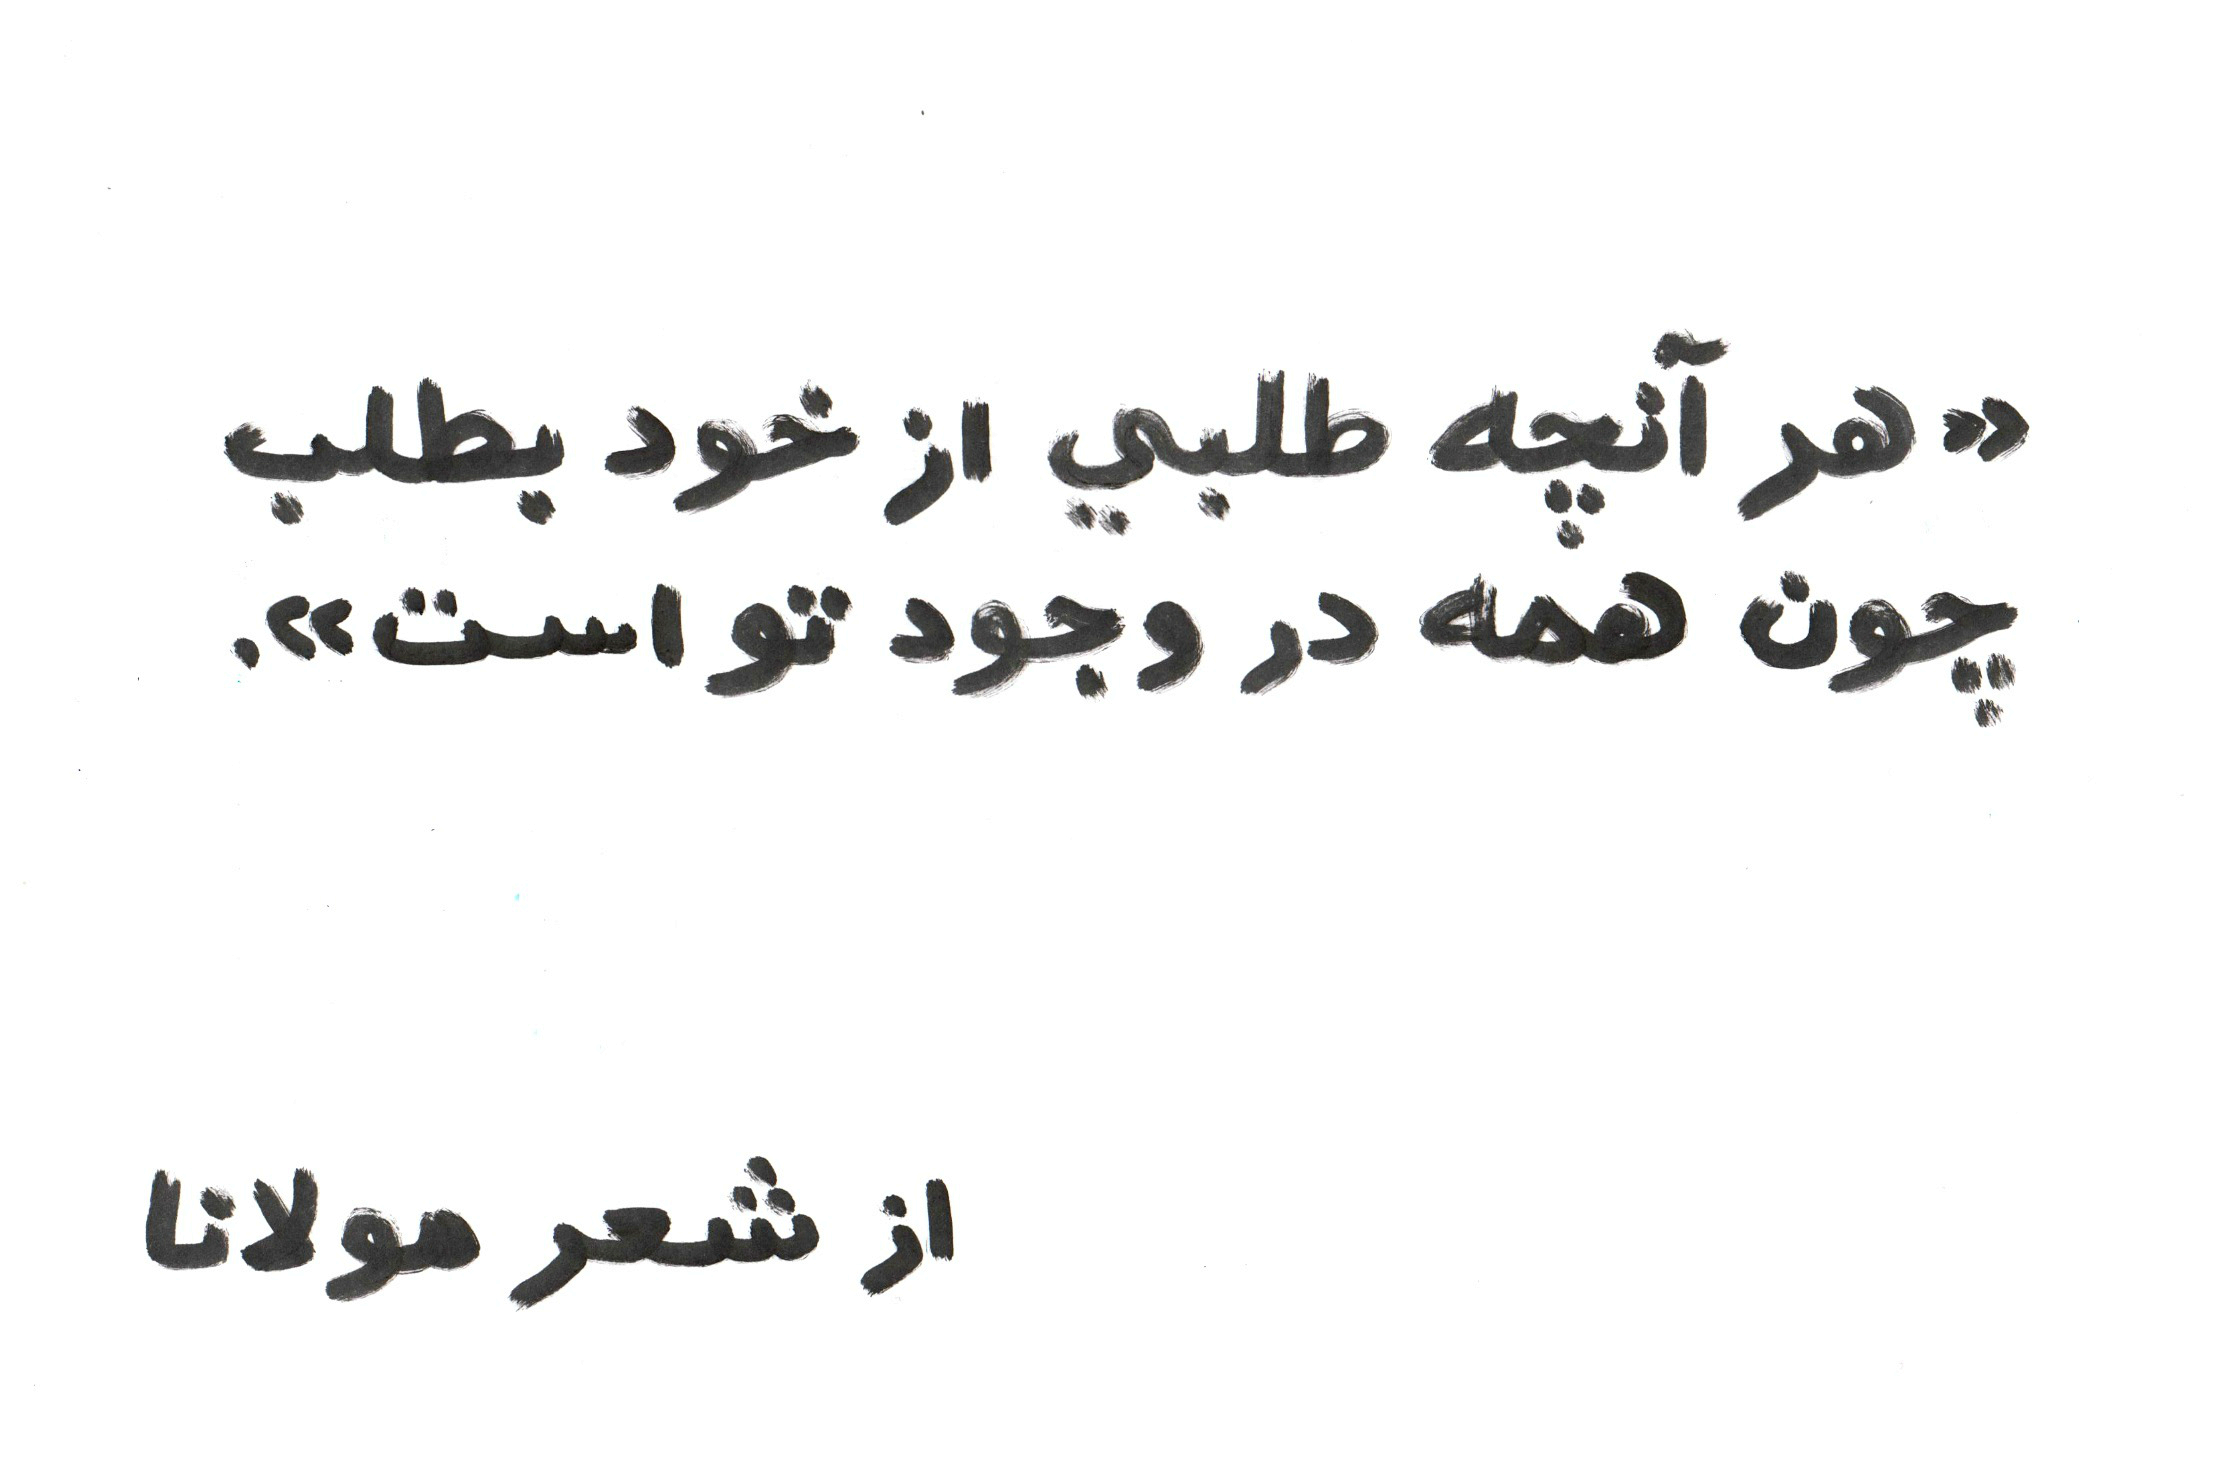 «هر آنچه طلبي از خود بطلب
چون همه در وجود تو است».
از شعر مولانا